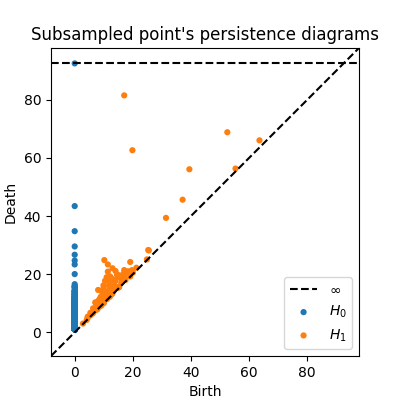 Subsampled point's persistence diagrams
Death
80
60
40
20
0
∞
H₀
H₁
0 20 40 60 80
Birth